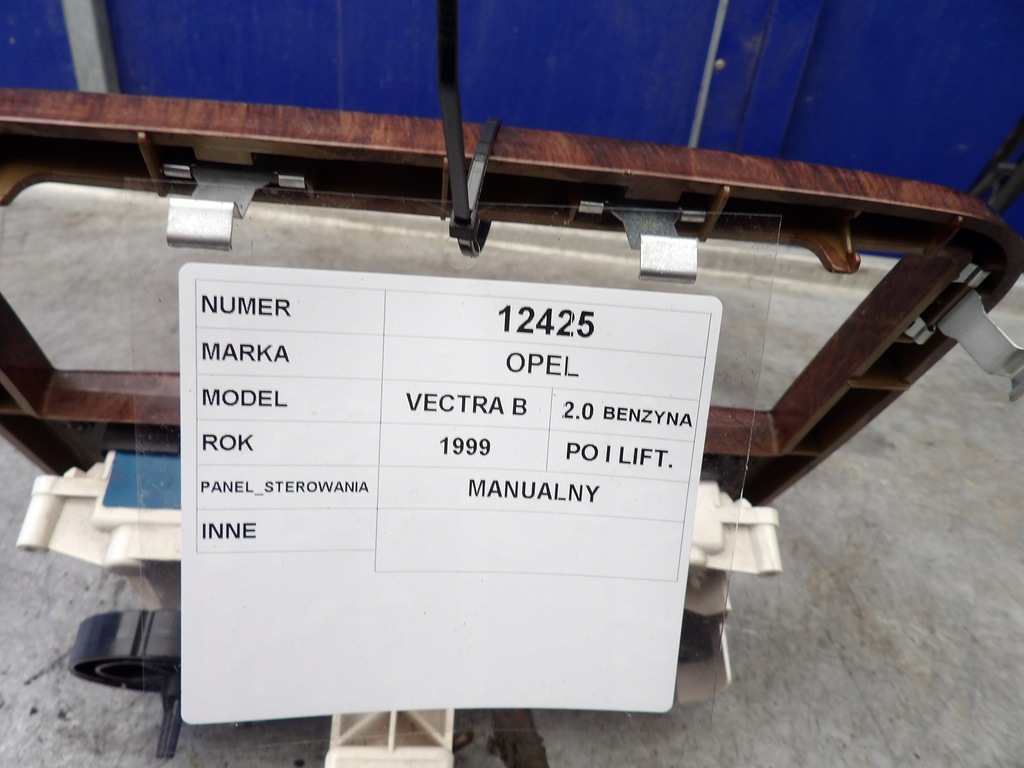 NUMER 12425
MARKA OPEL
MODEL VECTRA B 2.0 BENZYNA
ROK 1999 PO I LIFT.
PANEL_STEROWANIA MANUALNY
INNE